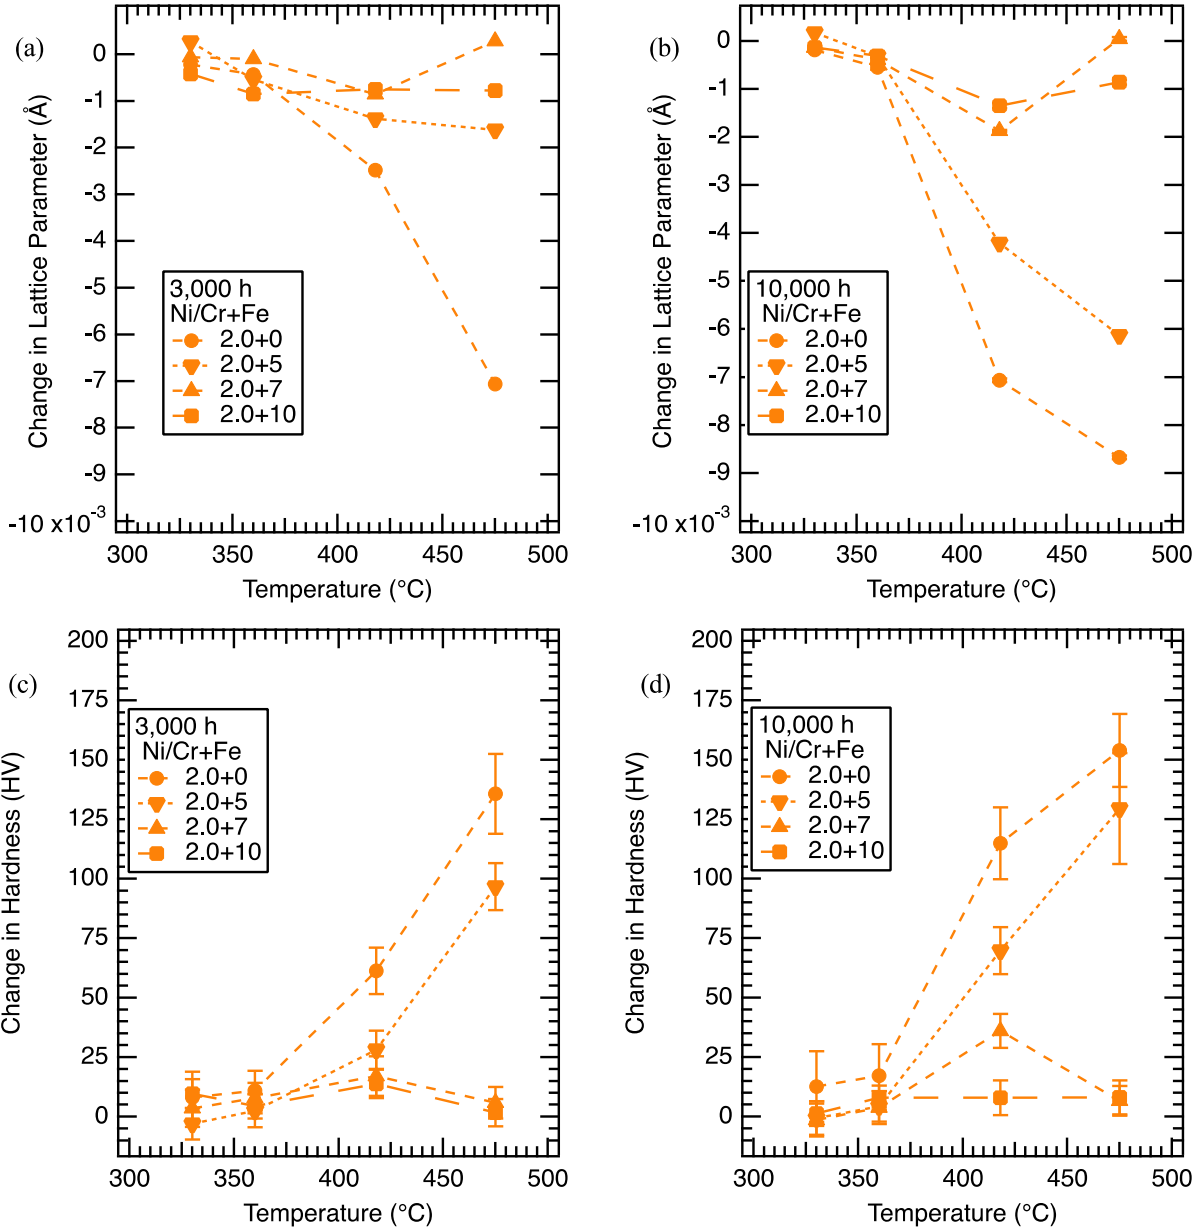 (a)
Change in Lattice Parameter (Å)
0
-1
-2
-3
-4
-5
-6
-7
-8
-9
-10 x10-3
3,000 h
Ni/Cr+Fe
2.0+0
2.0+5
2.0+7
2.0+10
300 350 400 450 500
Temperature (°C)
(b)
Change in Lattice Parameter (Å)
0
-1
-2
-3
-4
-5
-6
-7
-8
-9
-10 x10-3
10,000 h
Ni/Cr+Fe
2.0+0
2.0+5
2.0+7
2.0+10
300 350 400 450 500
Temperature (°C)
(c)
Change in Hardness (HV)
200
175
150
125
100
75
50
25
0
3,000 h
Ni/Cr+Fe
2.0+0
2.0+5
2.0+7
2.0+10
300 350 400 450 500
Temperature (°C)
(d)
Change in Hardness (HV)
200
175
150
125
100
75
50
25
0
10,000 h
Ni/Cr+Fe
2.0+0
2.0+5
2.0+7
2.0+10
300 350 400 450 500
Temperature (°C)